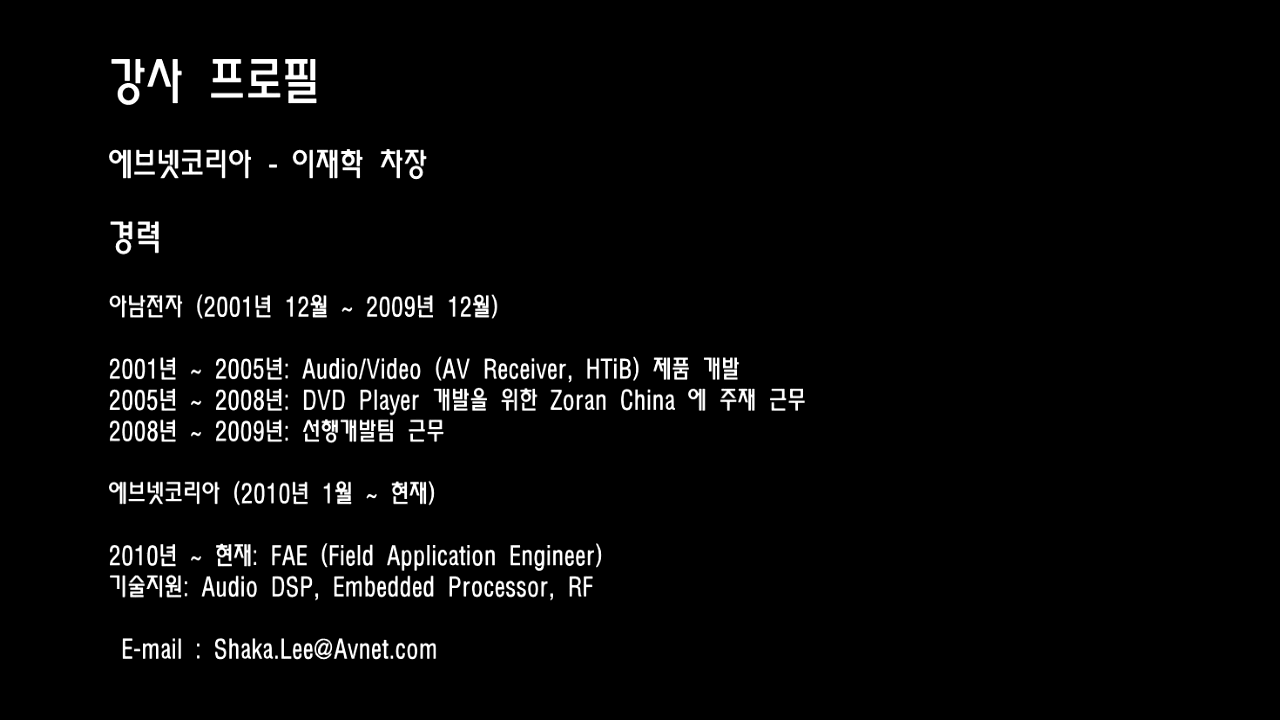 강사 프로필
에브넷코리아 - 이재학 차장
경력
아남전자 (2001년 12월 ~ 2009년 12월)
2001년 ~ 2005년: Audio/Video (AV Receiver, HTiB) 제품 개발
2005년 ~ 2008년: DVD Player 개발을 위한 Zoran China 에 주재 근무
2008년 ~ 2009년: 선행개발팀 근무
에브넷코리아 (2010년 1월 ~ 현재)
2010년 ~ 현재: FAE (Field Application Engineer)
기술지원: Audio DSP, Embedded Processor, RF
E-mail : Shaka.Lee@Avnet.com